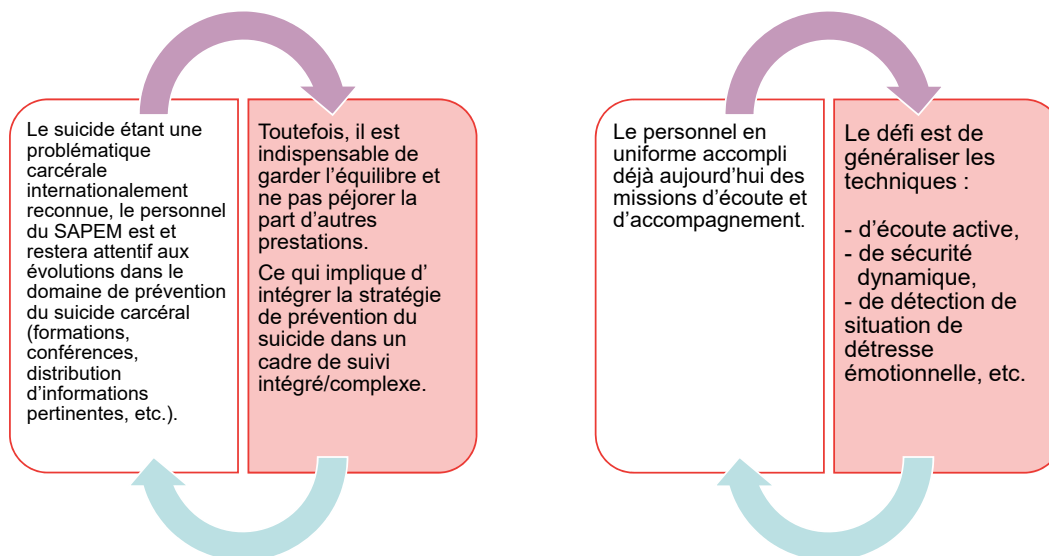 Le suicide étant une
problématique
carcérale
internationalement
reconnue, le personnel
du SAPEM est et
restera attentif aux
évolutions dans le
domaine de prévention
du suicide carcéral
(formations,
conférences,
distribution
d’informations
pertinentes, etc.).
Toutefois, il est
indispensable de
garder l’équilibre et
ne pas péjorer la
part d’autres
prestations.
Ce qui implique d’
intégrer la stratégie
de prévention du
suicide dans un
cadre de suivi
intégré/complexe.
Le personnel en
uniforme accompli
déjà aujourd’hui des
missions d’écoute et
d’accompagnement.
Le défi est de
généraliser les
techniques :
- d’écoute active,
- de sécurité
dynamique,
- de détection de
situation de
détresse
émotionnelle, etc.